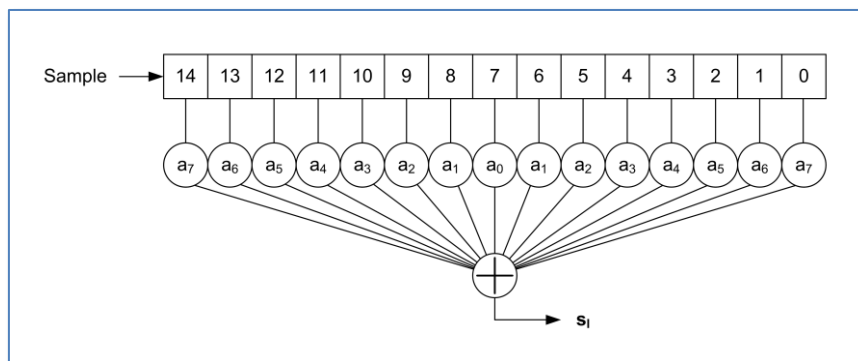 Sample 14 13 12 11 10 9 8 7 6 5 4 3 2 1 0
a₇ a₆ a₅ a₄ a₃ a₂ a₁ a₀ a₁ a₂ a₃ a₄ a₅ a₆ a₇
sₗ